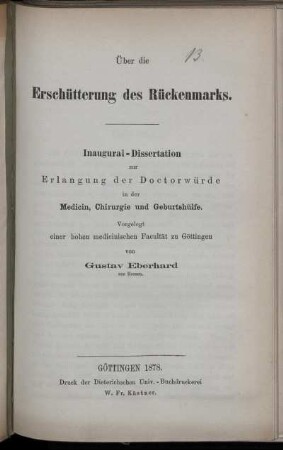 Über die
13.
Erschütterung des Rückenmarks.
Inaugural-Dissertation
zur
Erlangung der Doctorwürde
in der
Medicin, Chirurgie und Geburtshülfe.
Vorgelegt
einer hohen medicinischen Facultät zu Göttingen
von
Gustav Eberhard
aus
GÖTTINGEN 1878.
Druck der Dieterichschen Univ.-Buchdruckerei
W. Fr. Kästner.